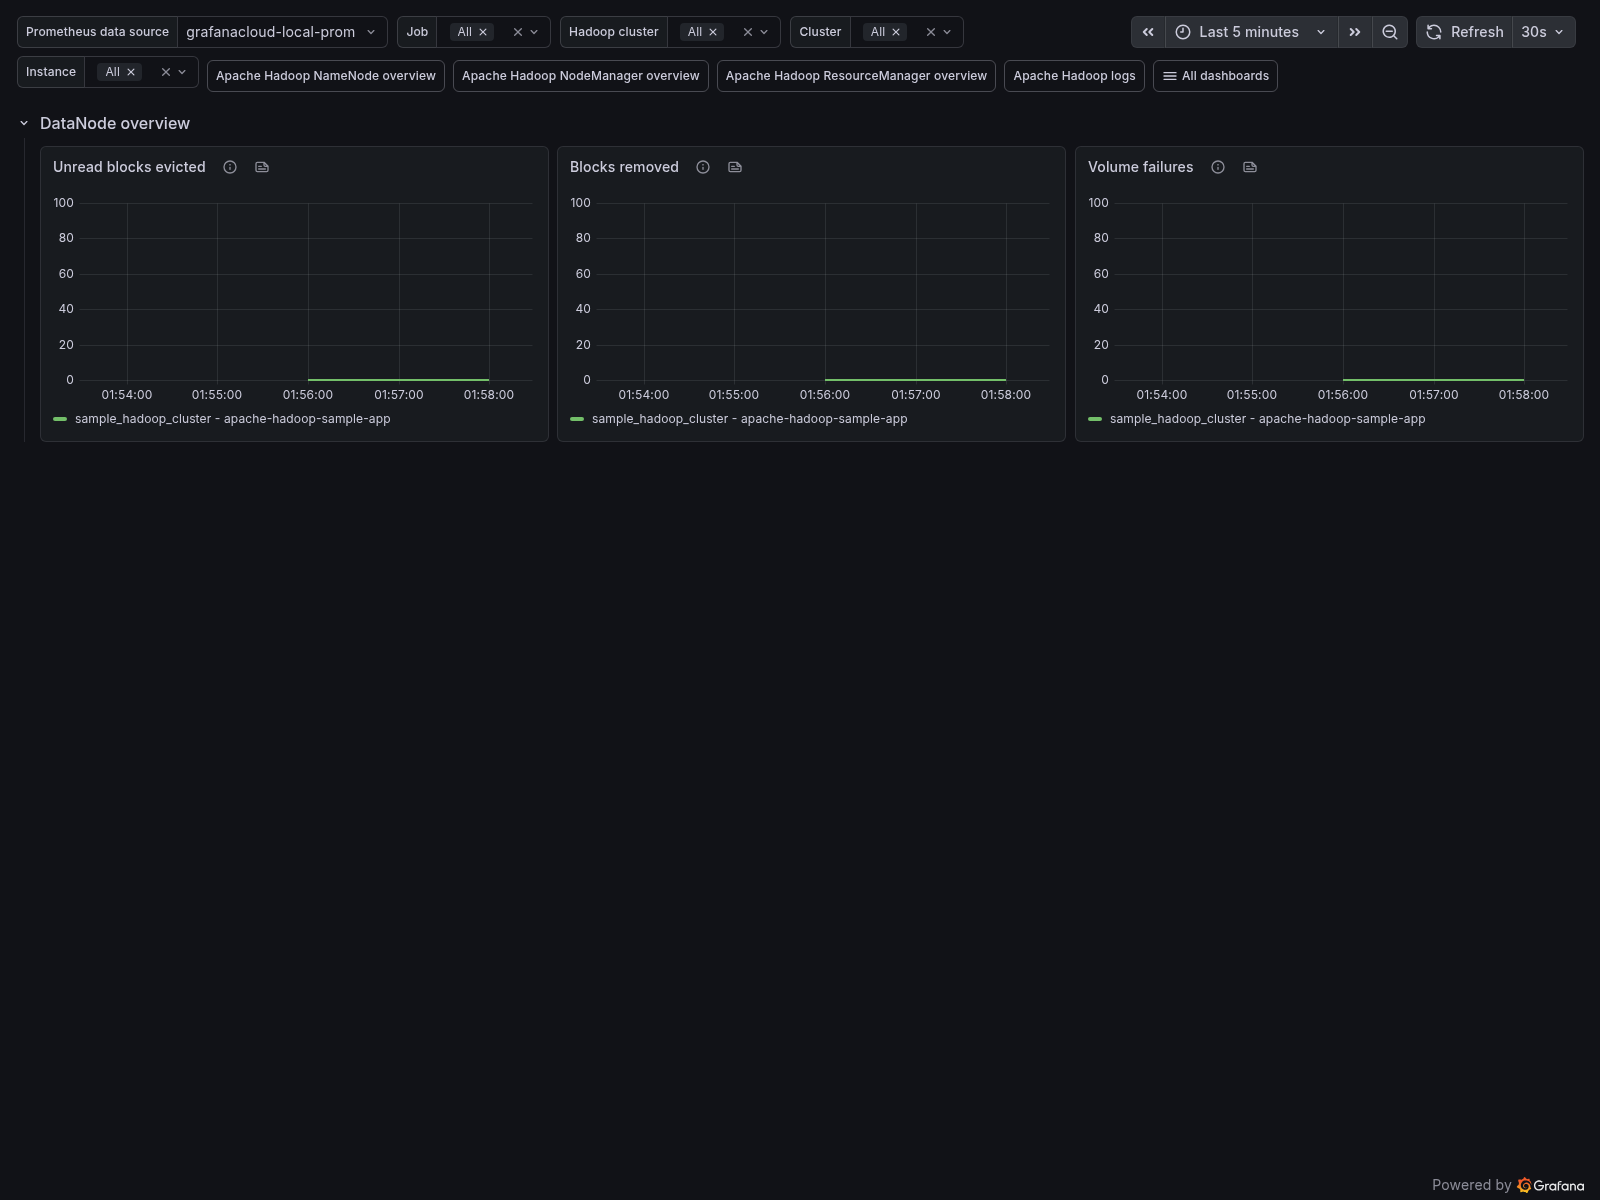 Prometheus data source grafanacloud-local-prom Job All Hadoop cluster All Cluster All Last 5 minutes Refresh 30s
Instance All Apache Hadoop NameNode overview Apache Hadoop NodeManager overview Apache Hadoop ResourceManager overview Apache Hadoop logs All dashboards
DataNode overview
Unread blocks evicted
100
80
60
40
20
0
01:54:00 01:55:00 01:56:00 01:57:00 01:58:00
sample_hadoop_cluster - apache-hadoop-sample-app
Blocks removed
100
80
60
40
20
0
01:54:00 01:55:00 01:56:00 01:57:00 01:58:00
sample_hadoop_cluster - apache-hadoop-sample-app
Volume failures
100
80
60
40
20
0
01:54:00 01:55:00 01:56:00 01:57:00 01:58:00
sample_hadoop_cluster - apache-hadoop-sample-app
Powered by Grafana